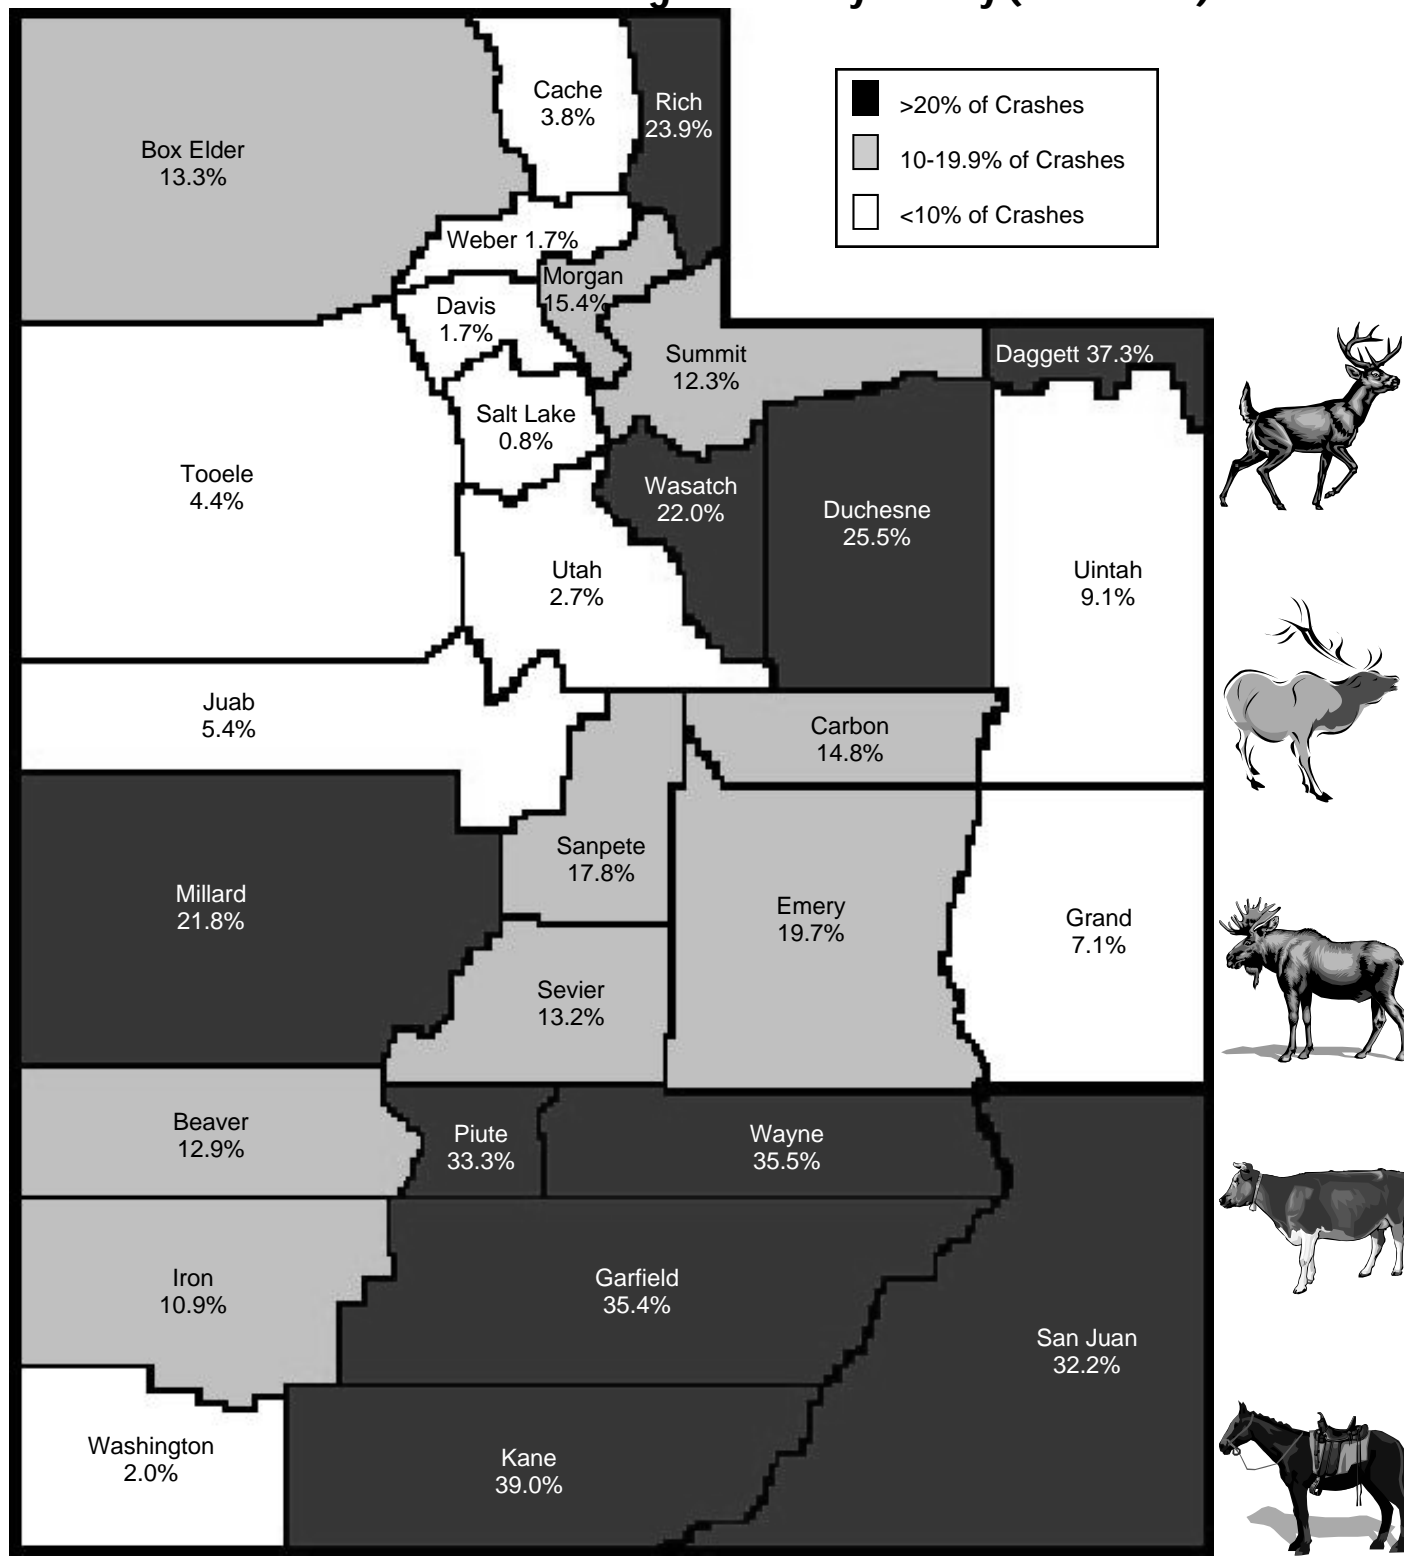 Cache
3.8%
Rich
23.9%
>20% of Crashes
10-19.9% of Crashes
<10% of Crashes
Box Elder
13.3%
Weber 1.7%
Morgan
15.4%
Davis
1.7%
Summit
12.3%
Daggett 37.3%
Salt Lake
0.8%
Tooele
4.4%
Wasatch
22.0%
Duchesne
25.5%
Utah
2.7%
Uintah
9.1%
Juab
5.4%
Carbon
14.8%
Sanpete
17.8%
Millard
21.8%
Emery
19.7%
Grand
7.1%
Sevier
13.2%
Beaver
12.9%
Piute
33.3%
Wayne
35.5%
Iron
10.9%
Garfield
35.4%
San Juan
32.2%
Washington
2.0%
Kane
39.0%